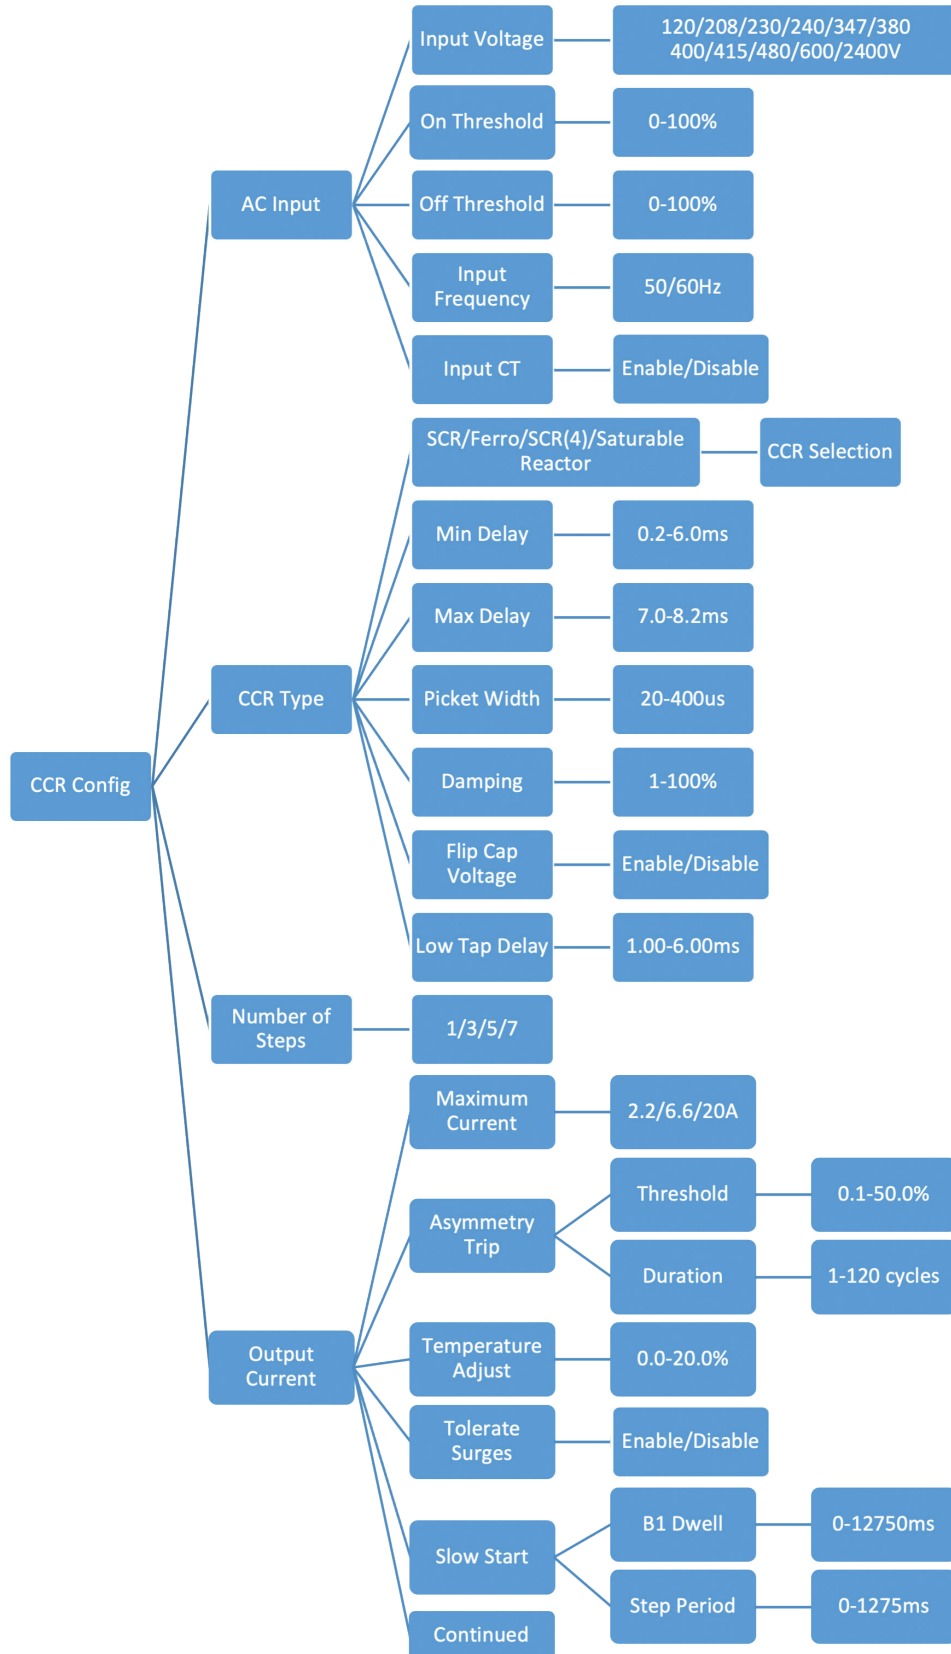 CCR Config
AC Input
Input Voltage
120/208/230/240/347/380
400/415/480/600/2400V
On Threshold
0-100%
Off Threshold
0-100%
Input
Frequency
50/60Hz
Input CT
Enable/Disable
CCR Type
SCR/Ferro/SCR(4)/Saturable
Reactor
CCR Selection
Min Delay
0.2-6.0ms
Max Delay
7.0-8.2ms
Picket Width
20-400us
Damping
1-100%
Flip Cap
Voltage
Enable/Disable
Low Tap Delay
1.00-6.00ms
Number of
Steps
1/3/5/7
Output
Current
Maximum
Current
2.2/6.6/20A
Asymmetry
Trip
Threshold
0.1-50.0%
Duration
1-120 cycles
Temperature
Adjust
0.0-20.0%
Tolerate
Surges
Enable/Disable
Slow Start
B1 Dwell
0-12750ms
Step Period
0-1275ms
Continued